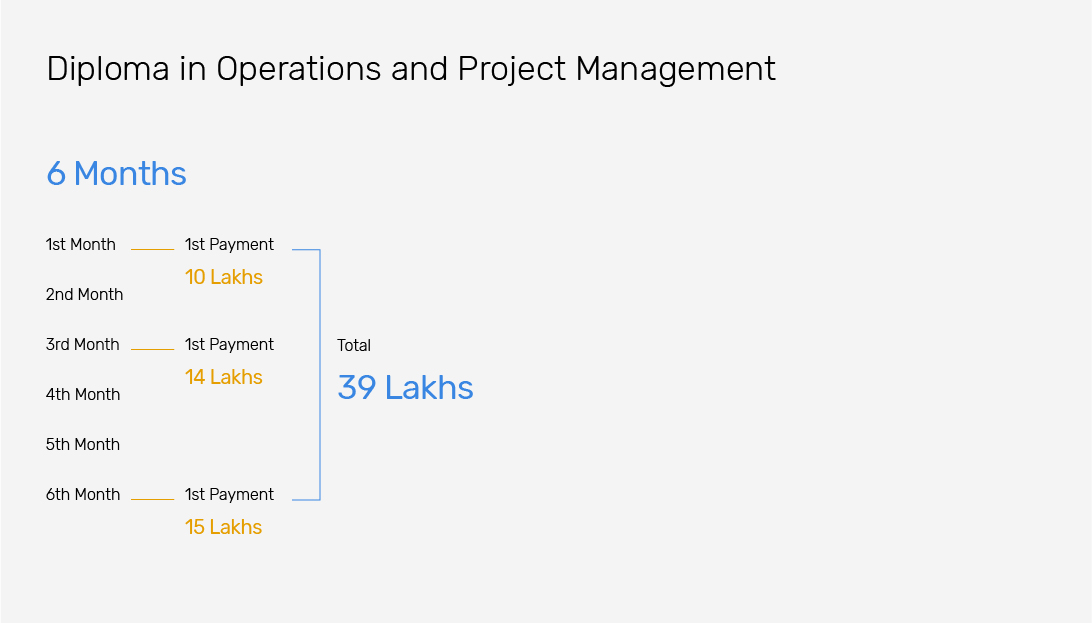 Diploma in Operations and Project Management
6 Months
1st Month 1st Payment
10 Lakhs
2nd Month
3rd Month 1st Payment
14 Lakhs
Total
39 Lakhs
4th Month
5th Month
6th Month 1st Payment
15 Lakhs